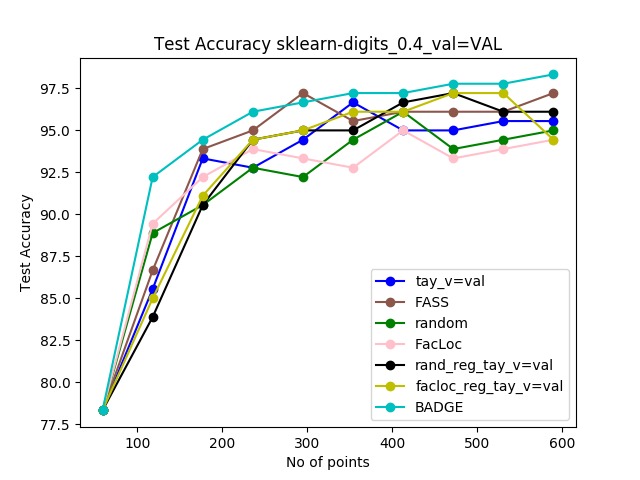 Test Accuracy sklearn-digits_0.4_val=VAL
Test Accuracy
97.5
95.0
92.5
90.0
87.5
85.0
82.5
80.0
77.5
tay_v=val
FASS
random
FacLoc
rand_reg_tay_v=val
facloc_reg_tay_v=val
BADGE
100
200
300
400
500
600
No of points